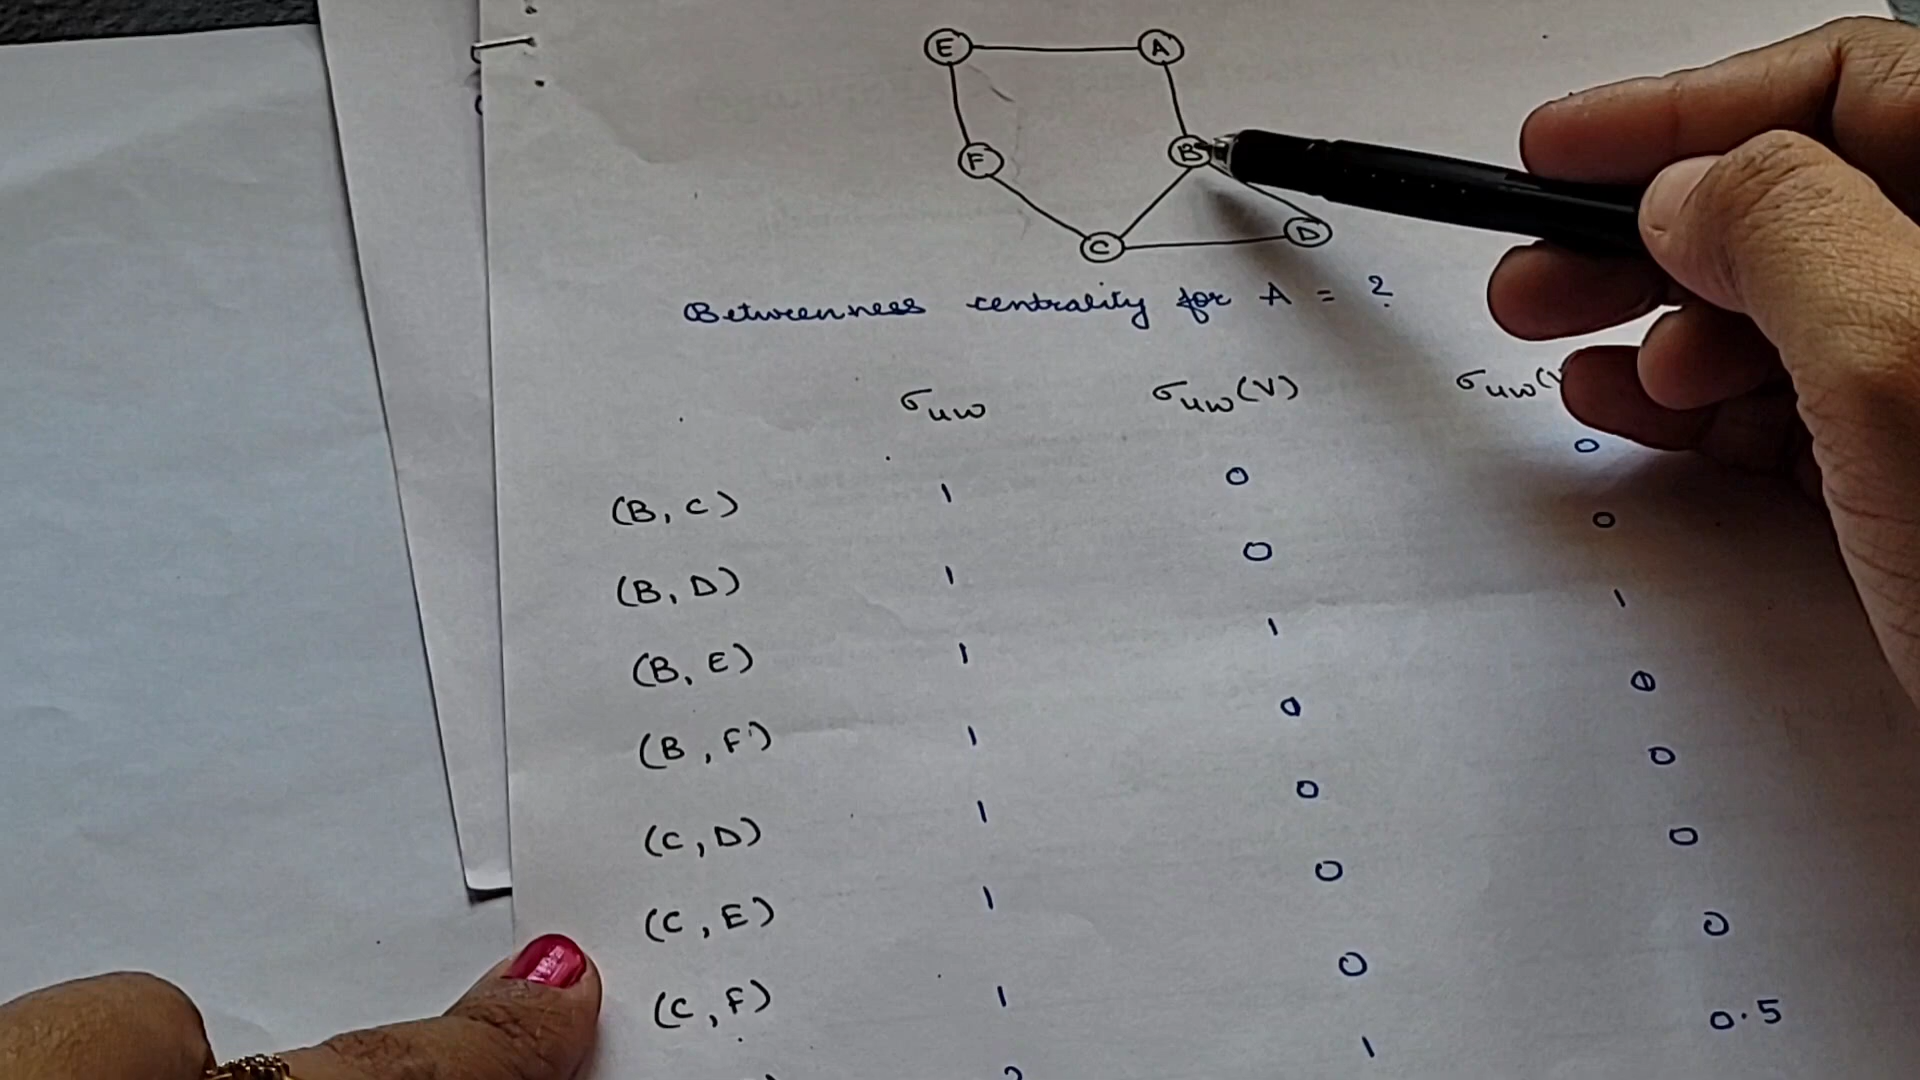 E A
F B
C D
Betweenness centrality for A = ?
σuw σuw(V) σuw(
(B, C) 1 0 0
(B, D) 1 0 0
(B, E) 1 1 1
(B, F) 1 0 0
(C, D) 1 0 0
(C, E) 1 0 0
(C, F) 1 0 0
1 0.5